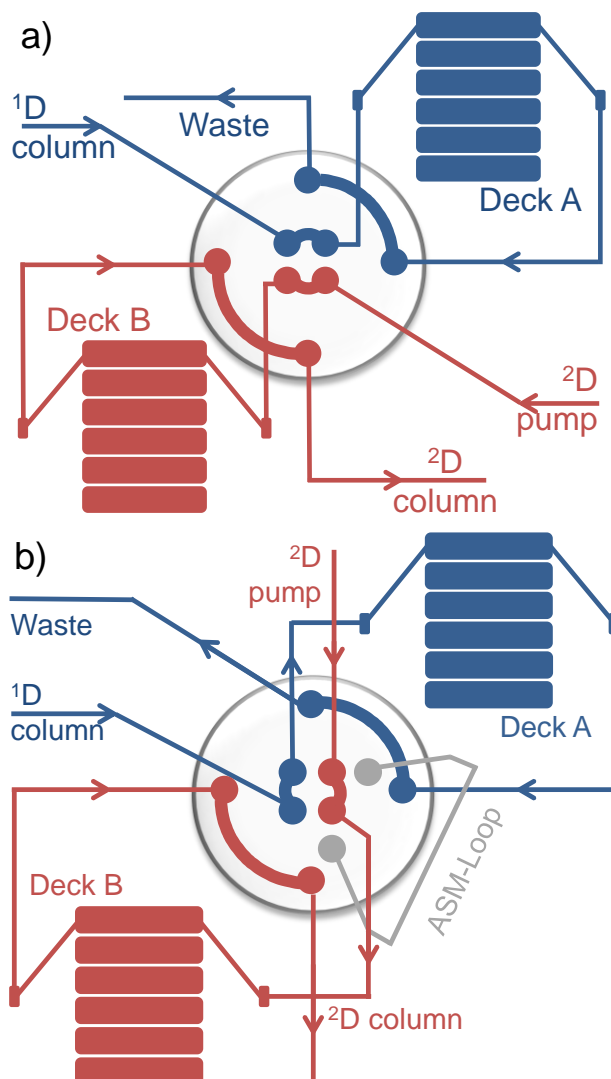 a)
¹D
column
Waste
Deck A
Deck B
²D
pump
²D
column
b)
²D
pump
Waste
¹D
column
Deck A
ASM-Loop
Deck B
²D column